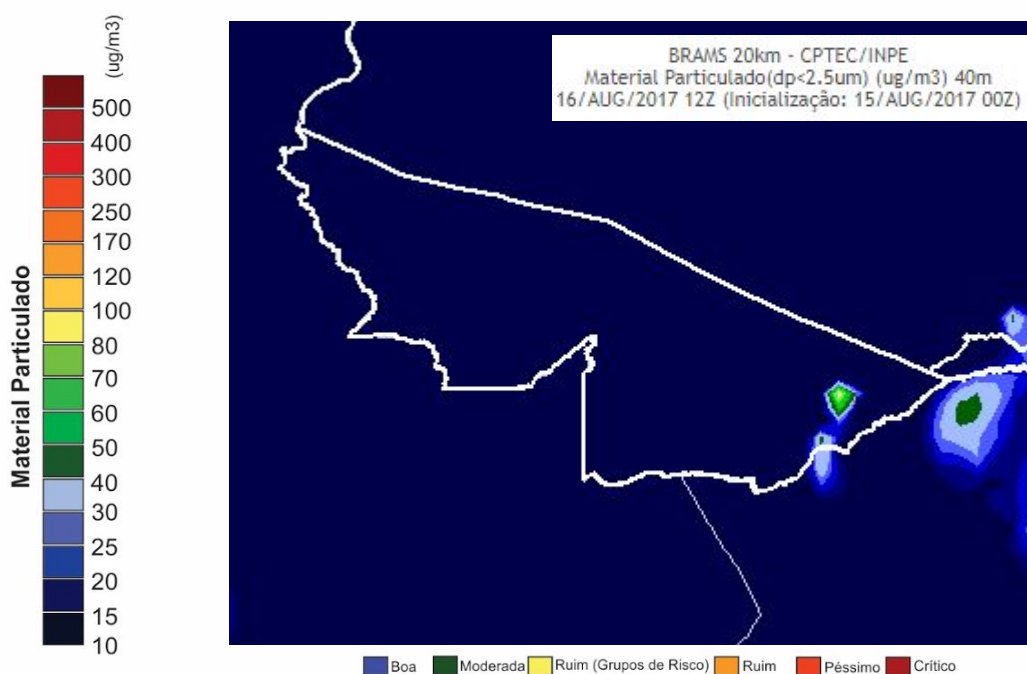 (ug/m3)
Material Particulado
500
400
300
250
170
120
100
80
70
60
50
40
30
25
20
15
10
BRAMS 20km - CPTEC/INPE
Material Particulado(dp<2.5um) (ug/m3) 40m
16/AUG/2017 12Z (Inicialização: 15/AUG/2017 00Z)
Boa Moderada Ruim (Grupos de Risco) Ruim Péssimo Crítico